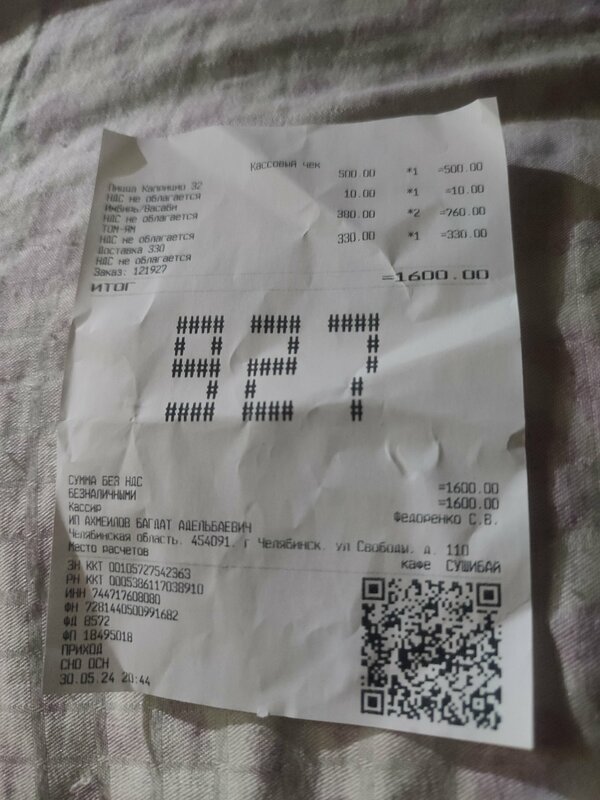 Кассовый чек
Пицца Каприцио 32 500.00 *1 =500.00
НДС не облагается
Имбирь/Васаби 10.00 *1 =10.00
НДС не облагается
ТОМ-ЯМ 380.00 *2 =760.00
НДС не облагается
Доставка 330 330.00 *1 =330.00
НДС не облагается
Заказ: 121927
ИТОГ =1600.00
927
СУММА БЕЗ НДС =1600.00
БЕЗНАЛИЧНЫМИ =1600.00
Кассир Федоренко С.В.
ИП АХМЕИЛОВ БАГДАТ АДЕЛЬБАЕВИЧ
Челябинская область. 454091. г Челябинск. ул Свободы. д. 110
Место расчетов кафе СУШИБАЙ
ЗН ККТ 00105727542363
РН ККТ 0005386117038910
ИНН 744717608080
ФН 7281440500991682
ФД 8572
ФП 18495018
ПРИХОД
СНО ОСН
30.05.24 20:44